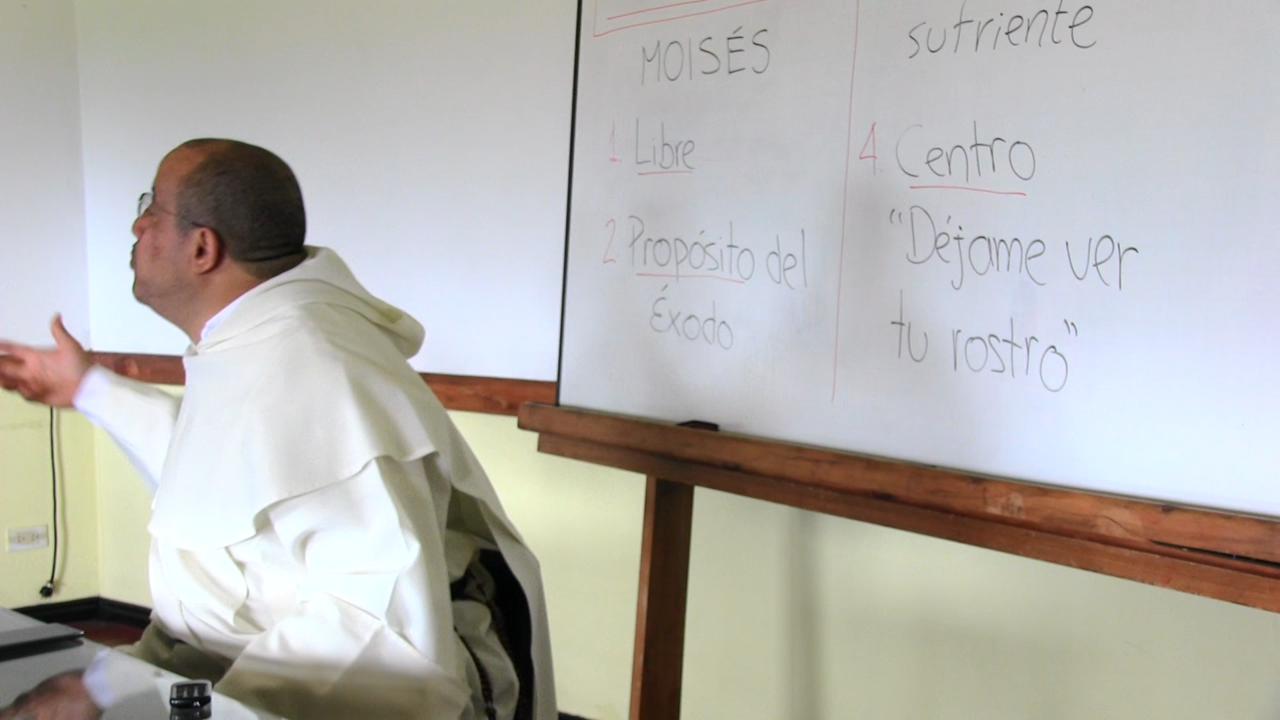 MOISÉS
1. Libre
2. Propósito del
Éxodo
sufriente
4. Centro
"Déjame ver
tu rostro"